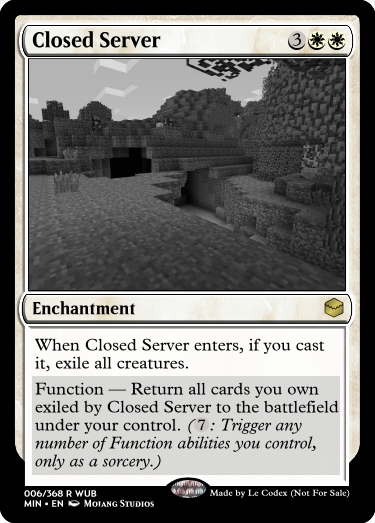 Closed Server 3
Enchantment
When Closed Server enters, if you cast
it, exile all creatures.
Function — Return all cards you own
exiled by Closed Server to the battlefield
under your control. (7: Trigger any
number of Function abilities you control,
only as a sorcery.)
006/368 R WUB
MIN • EN Mojang Studios
Made by Le Codex (Not For Sale)